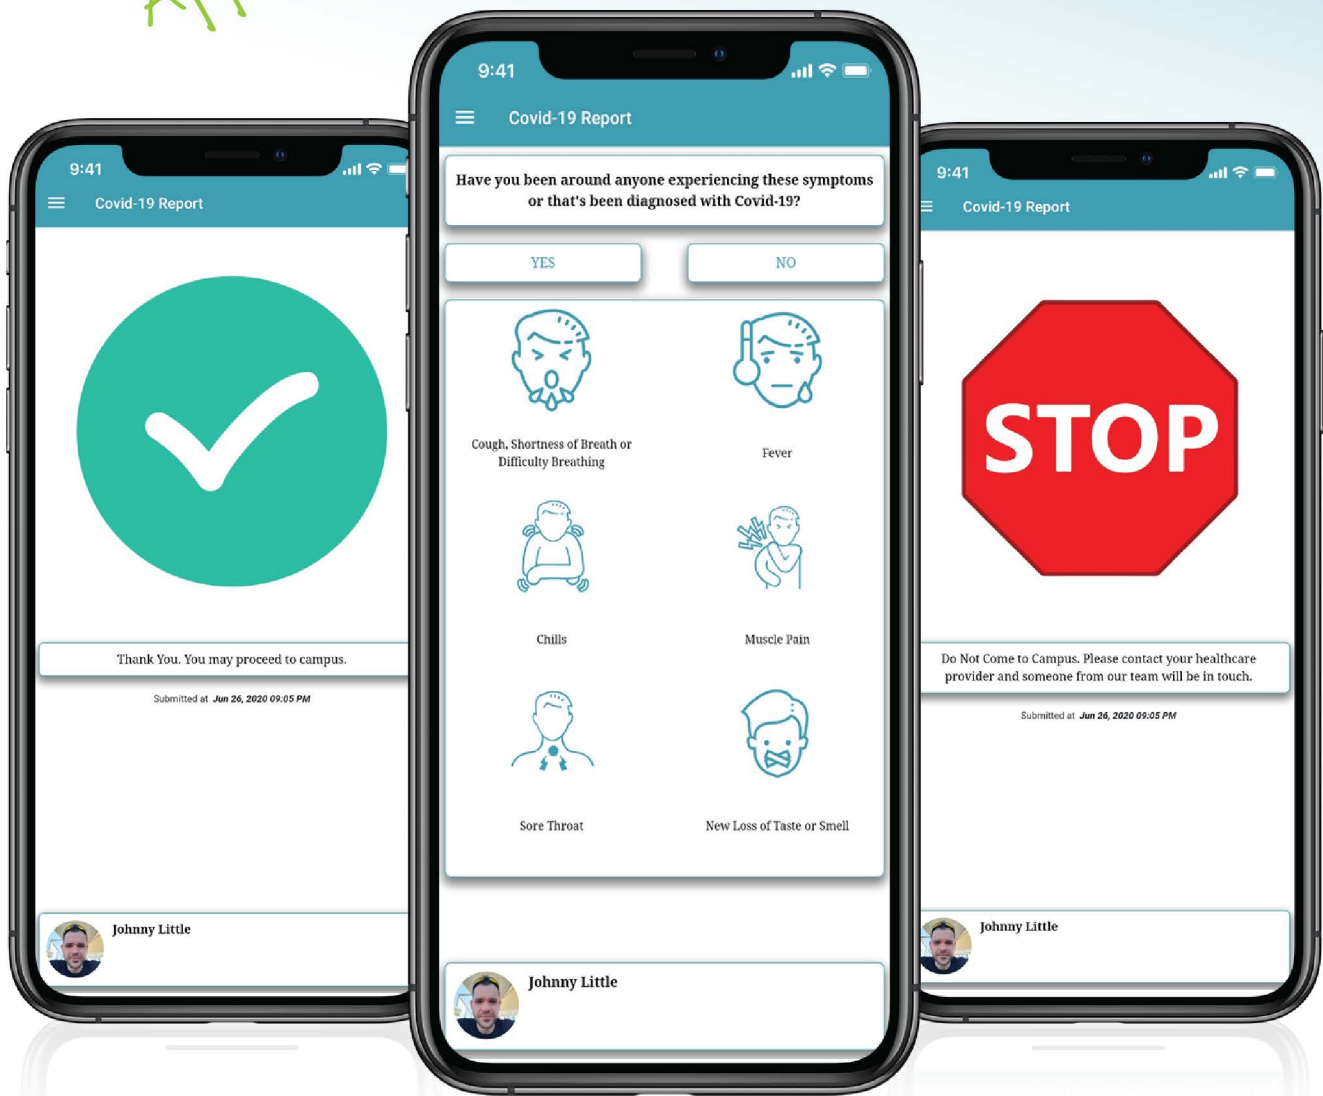 9:41
Covid-19 Report
Thank You. You may proceed to campus.
Submitted at Jun 26, 2020 09:05 PM
Johnny Little
9:41
Covid-19 Report
Have you been around anyone experiencing these symptoms
or that's been diagnosed with Covid-19?
YES
NO
Cough, Shortness of Breath or
Difficulty Breathing
Fever
Chills
Muscle Pain
Sore Throat
New Loss of Taste or Smell
Johnny Little
9:41
Covid-19 Report
STOP
Do Not Come to Campus. Please contact your healthcare
provider and someone from our team will be in touch.
Submitted at Jun 26, 2020 09:05 PM
Johnny Little